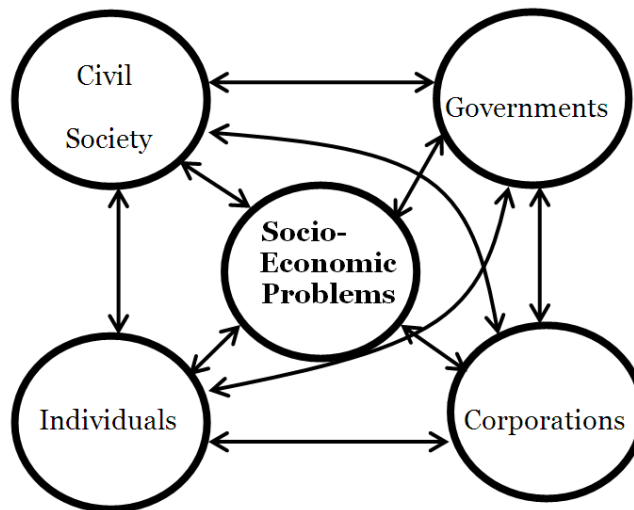 Civil
Society
Governments
Socio-
Economic
Problems
Individuals
Corporations